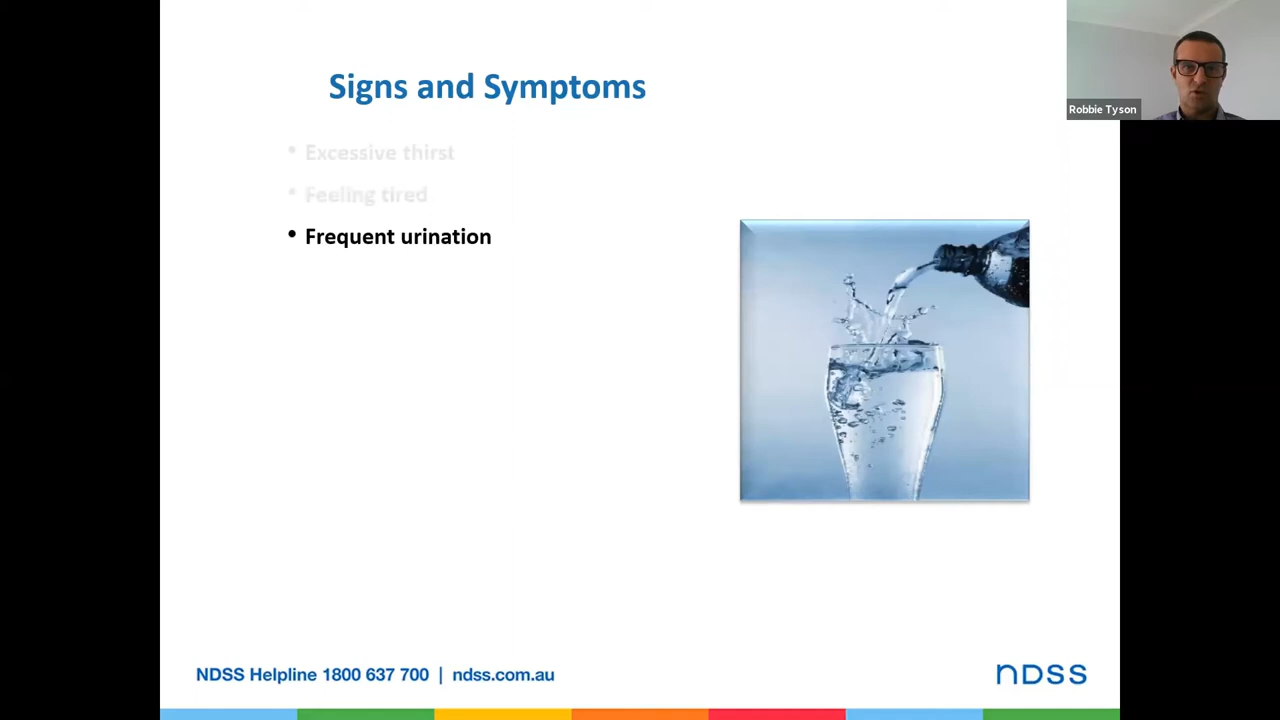 Signs and Symptoms
Robbie Tyson
• Excessive thirst
• Feeling tired
• Frequent urination
NDSS Helpline 1800 637 700 | ndss.com.au
NDSS